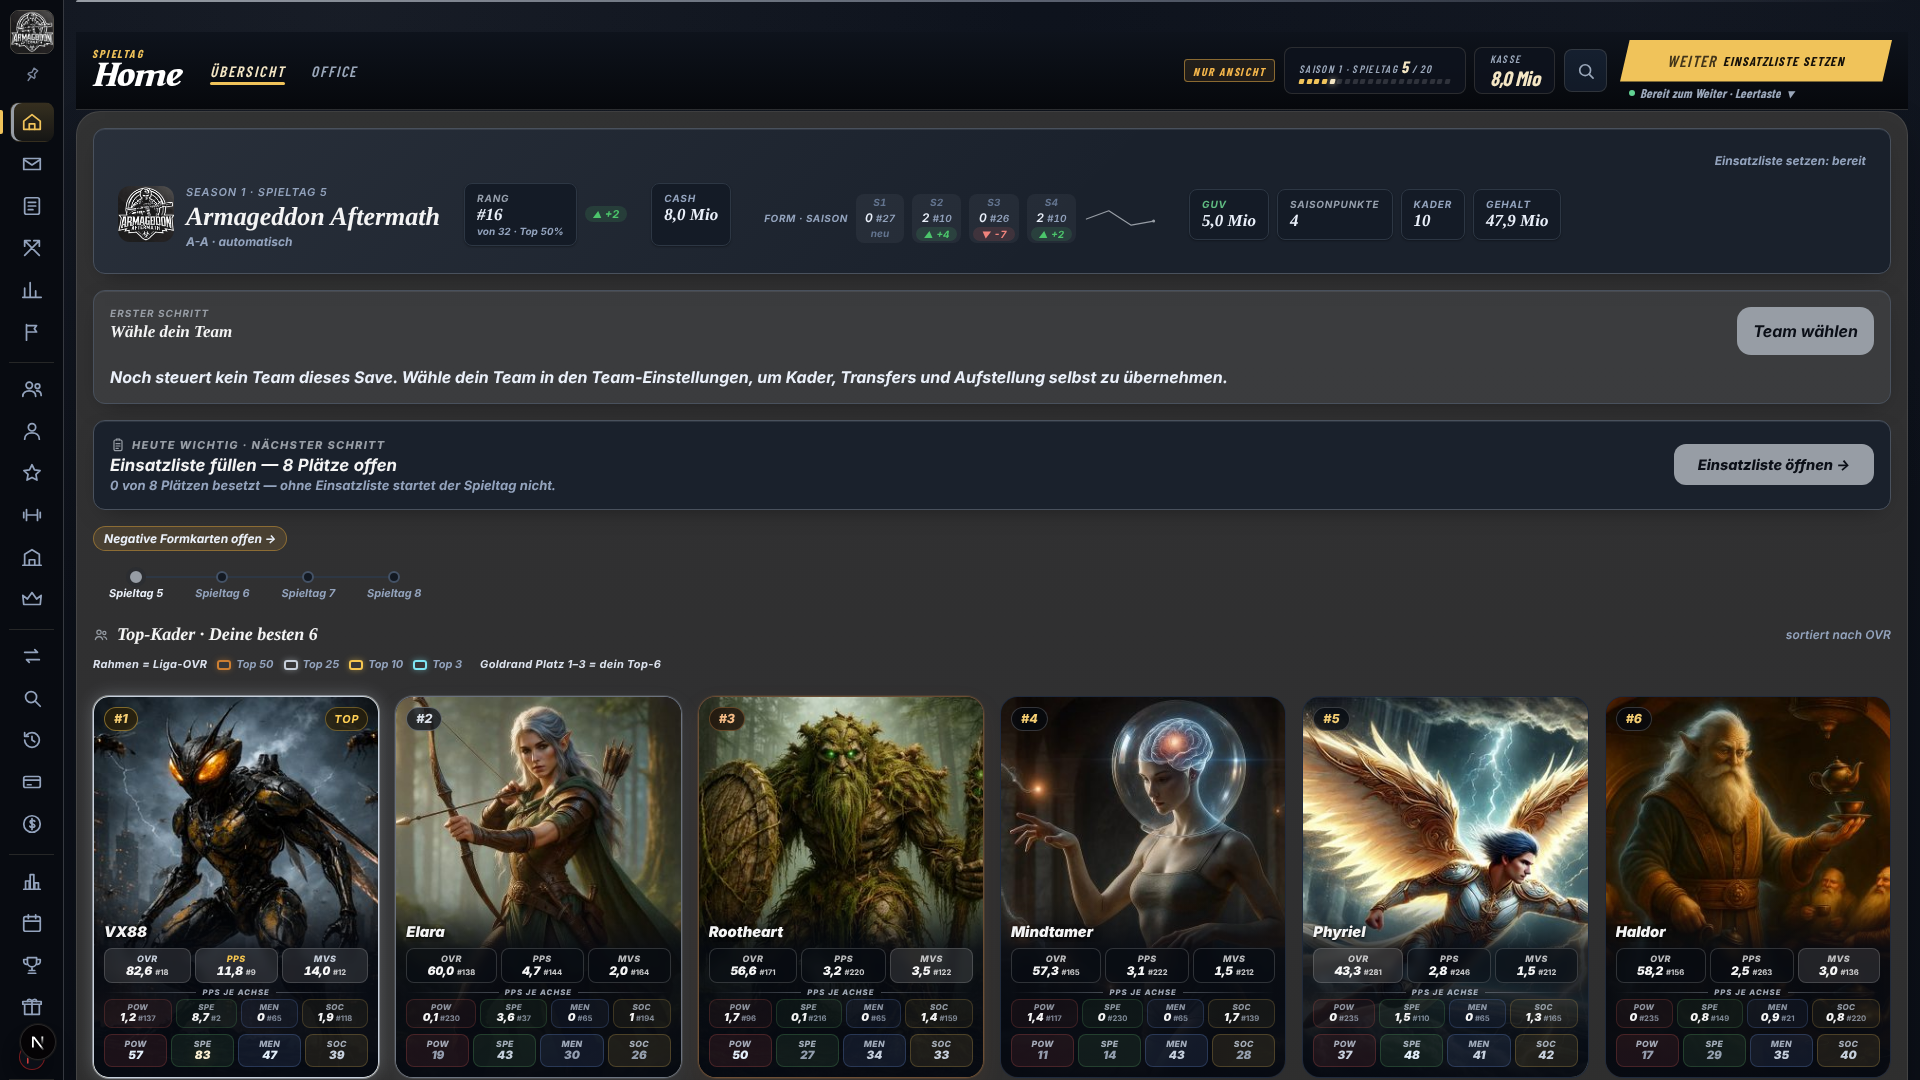 SPIELTAG
Home
ÜBERSICHT
OFFICE
NUR ANSICHT
SAISON 1 · SPIELTAG 5 / 20
KASSE
8,0 Mio
WEITER EINSATZLISTE SETZEN
Bereit zum Weiter · Leertaste ▼
Einsatzliste setzen: bereit
ARMAGEDDON
AFTERMATH
SEASON 1 · SPIELTAG 5
Armageddon Aftermath
A-A · automatisch
RANG
#16
von 32 · Top 50%
▲ +2
CASH
8,0 Mio
FORM · SAISON
S1
0 #27
neu
S2
2 #10
▲ +4
S3
0 #26
▼ -7
S4
2 #10
▲ +2
GUV
5,0 Mio
SAISONPUNKTE
4
KADER
10
GEHALT
47,9 Mio
ERSTER SCHRITT
Wähle dein Team
Team wählen
Noch steuert kein Team dieses Save. Wähle dein Team in den Team-Einstellungen, um Kader, Transfers und Aufstellung selbst zu übernehmen.
HEUTE WICHTIG · NÄCHSTER SCHRITT
Einsatzliste füllen — 8 Plätze offen
0 von 8 Plätzen besetzt — ohne Einsatzliste startet der Spieltag nicht.
Einsatzliste öffnen →
Negative Formkarten offen →
Spieltag 5
Spieltag 6
Spieltag 7
Spieltag 8
Top-Kader · Deine besten 6
sortiert nach OVR
Rahmen = Liga-OVR Top 50 Top 25 Top 10 Top 3 Goldrand Platz 1–3 = dein Top-6
#1
TOP
VX88
OVR
82,6 #18
PPS
11,8 #9
MVS
14,0 #12
PPS JE ACHSE
POW
1,2 #137
SPE
8,7 #2
MEN
0 #65
SOC
1,9 #118
POW
57
SPE
83
MEN
47
SOC
39
#2
Elara
OVR
60,0 #138
PPS
4,7 #144
MVS
2,0 #164
PPS JE ACHSE
POW
0,1 #230
SPE
3,6 #37
MEN
0 #65
SOC
1 #194
POW
19
SPE
43
MEN
30
SOC
26
#3
Rootheart
OVR
56,6 #171
PPS
3,2 #220
MVS
3,5 #122
PPS JE ACHSE
POW
1,7 #96
SPE
0,1 #216
MEN
0 #65
SOC
1,4 #159
POW
50
SPE
27
MEN
34
SOC
33
#4
Mindtamer
OVR
57,3 #165
PPS
3,1 #222
MVS
1,5 #212
PPS JE ACHSE
POW
1,4 #117
SPE
0 #230
MEN
0 #65
SOC
1,7 #139
POW
11
SPE
14
MEN
43
SOC
28
#5
Phyriel
OVR
43,3 #281
PPS
2,8 #246
MVS
1,5 #212
PPS JE ACHSE
POW
0 #235
SPE
1,5 #110
MEN
0 #65
SOC
1,3 #165
POW
37
SPE
48
MEN
41
SOC
42
#6
Haldor
OVR
58,2 #156
PPS
2,5 #263
MVS
3,0 #136
PPS JE ACHSE
POW
0 #235
SPE
0,8 #149
MEN
0,9 #21
SOC
0,8 #220
POW
17
SPE
29
MEN
35
SOC
40
N